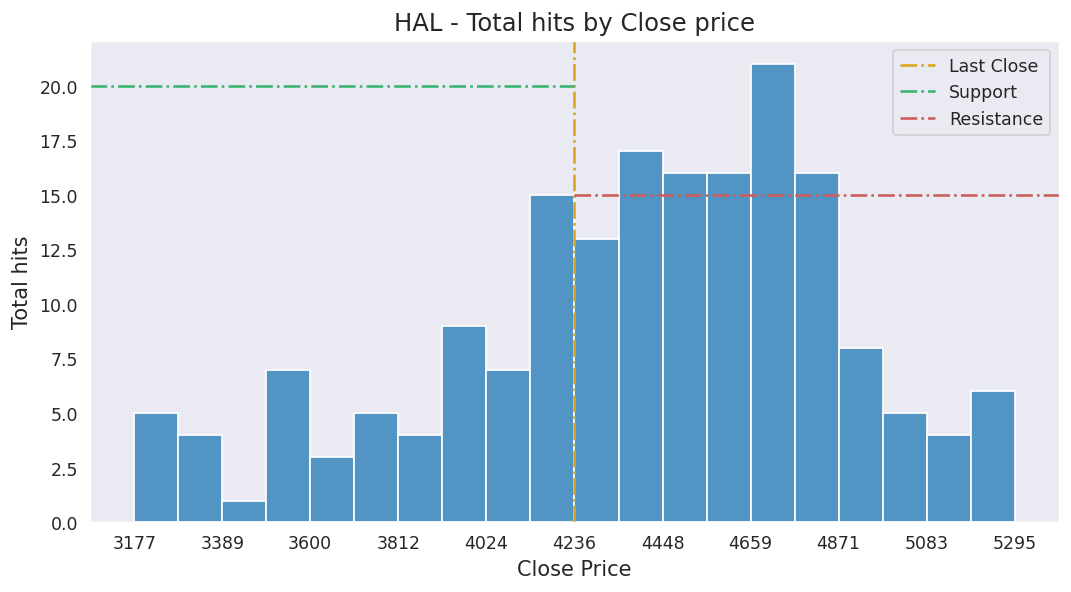 HAL - Total hits by Close price
Last Close
Support
Resistance
Total hits
20.0
17.5
15.0
12.5
10.0
7.5
5.0
2.5
0.0
3177 3389 3600 3812 4024 4236 4448 4659 4871 5083 5295
Close Price